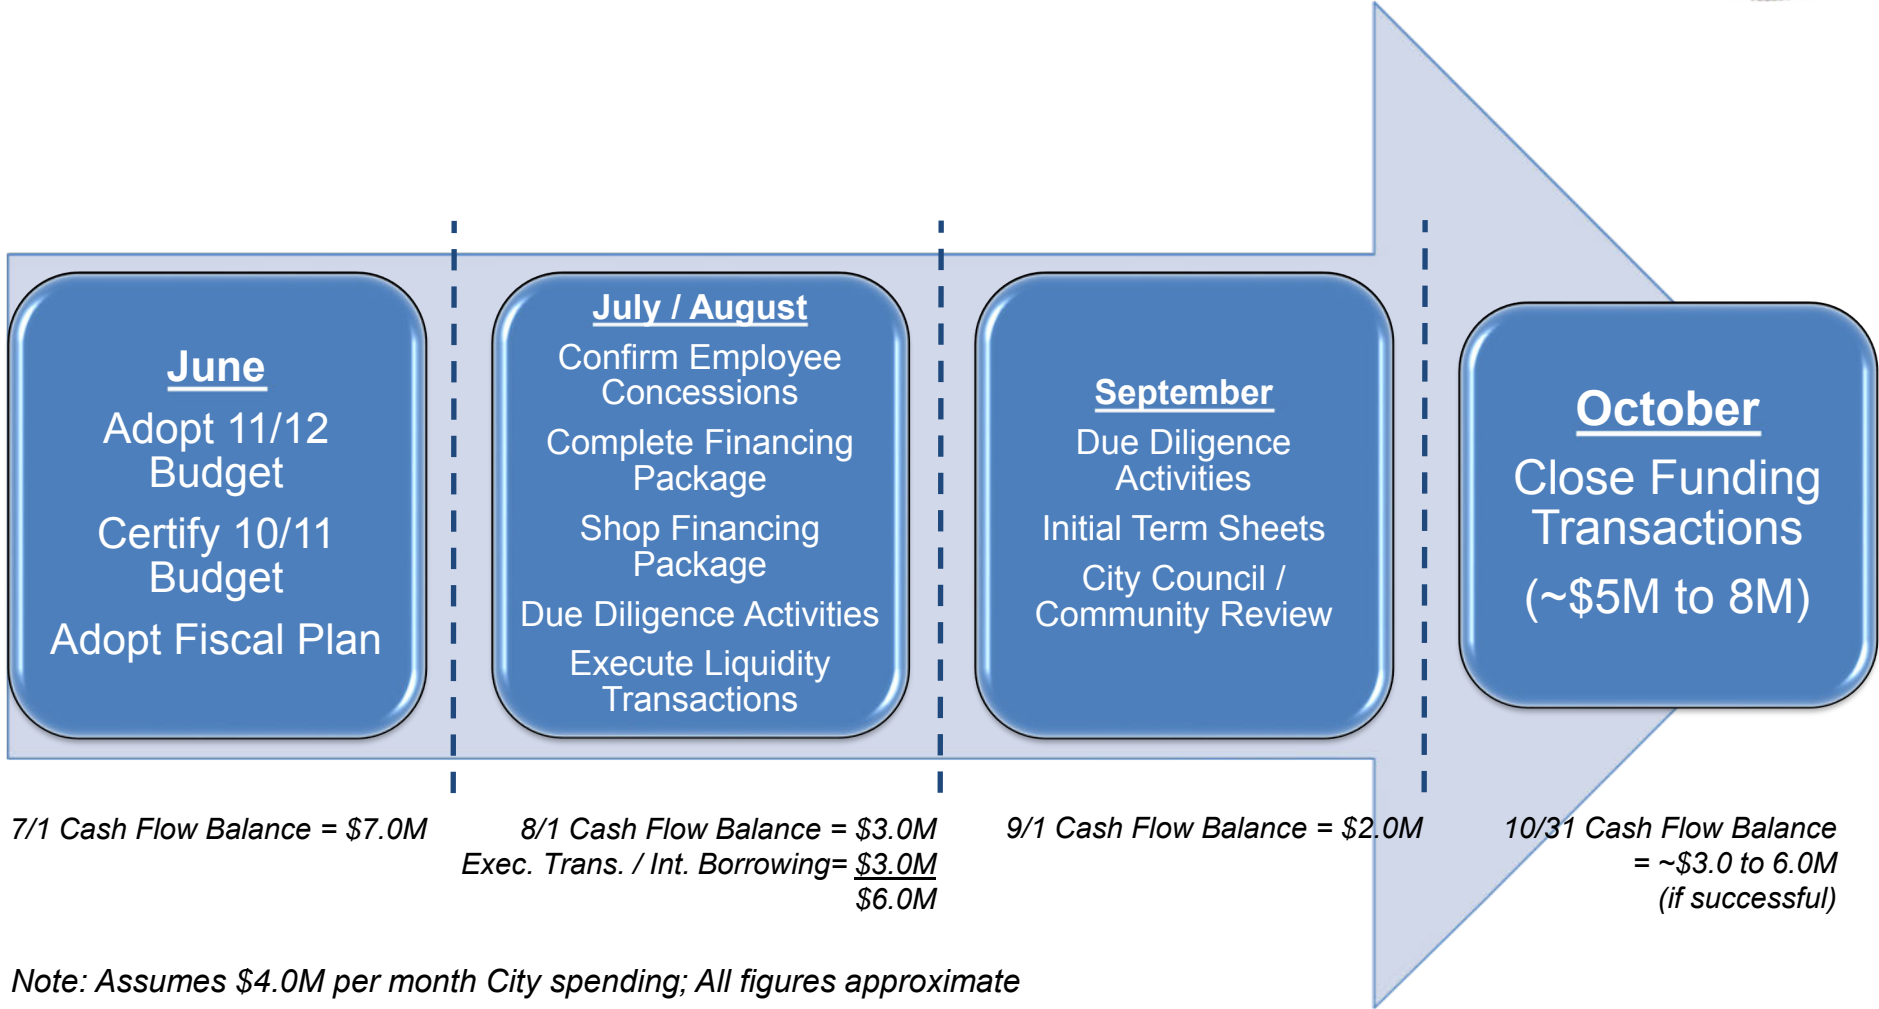 June
Adopt 11/12
Budget
Certify 10/11
Budget
Adopt Fiscal Plan
July / August
Confirm Employee
Concessions
Complete Financing
Package
Shop Financing
Package
Due Diligence Activities
Execute Liquidity
Transactions
September
Due Diligence
Activities
Initial Term Sheets
City Council /
Community Review
October
Close Funding
Transactions
(~$5M to 8M)
7/1 Cash Flow Balance = $7.0M
8/1 Cash Flow Balance = $3.0M
Exec. Trans. / Int. Borrowing= $3.0M
$6.0M
9/1 Cash Flow Balance = $2.0M
10/31 Cash Flow Balance
= ~$3.0 to 6.0M
(if successful)
Note: Assumes $4.0M per month City spending; All figures approximate